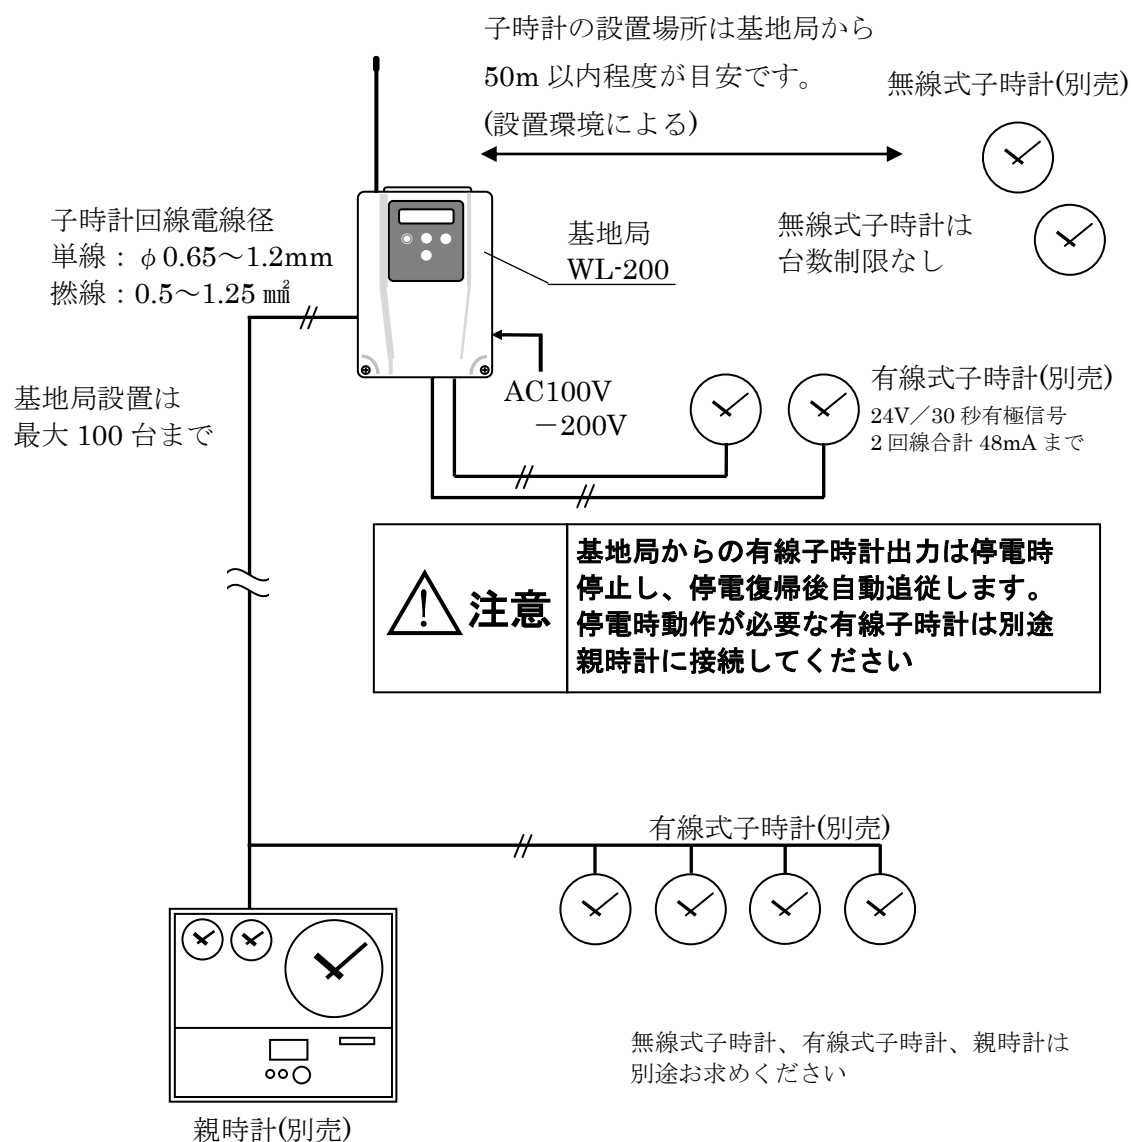 子時計の設置場所は基地局から
50m 以内程度が目安です。
(設置環境による)
無線式子時計(別売)
無線式子時計は
台数制限なし
子時計回線電線径
単線：φ0.65～1.2mm
撚線：0.5～1.25 ㎟
基地局
WL-200
AC100V
－200V
基地局設置は
最大 100 台まで
有線式子時計(別売)
24V／30 秒有極信号
2 回線合計 48mA まで
注意
基地局からの有線子時計出力は停電時
停止し、停電復帰後自動追従します。
停電時動作が必要な有線子時計は別途
親時計に接続してください
有線式子時計(別売)
無線式子時計、有線式子時計、親時計は
別途お求めください
親時計(別売)